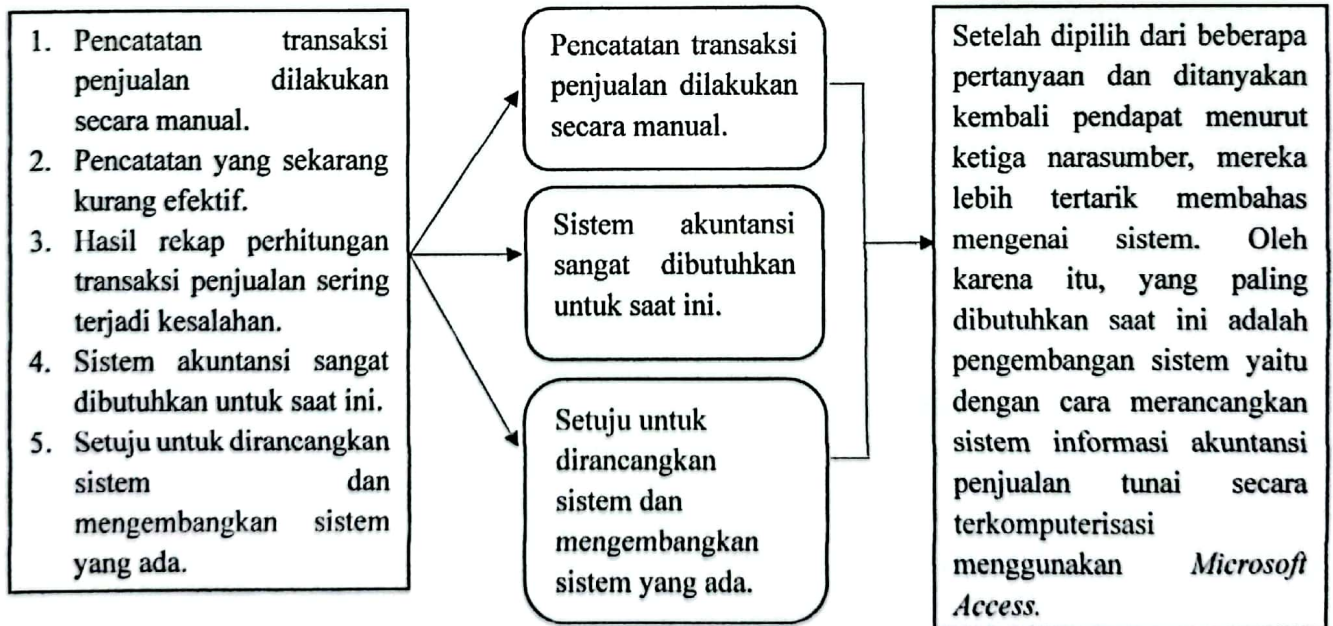 1. Pencatatan transaksi
penjualan dilakukan
secara manual.
2. Pencatatan yang sekarang
kurang efektif.
3. Hasil rekap perhitungan
transaksi penjualan sering
terjadi kesalahan.
4. Sistem akuntansi sangat
dibutuhkan untuk saat ini.
5. Setuju untuk dirancangkan
sistem dan
mengembangkan sistem
yang ada.
Pencatatan transaksi
penjualan dilakukan
secara manual.
Sistem akuntansi
sangat dibutuhkan
untuk saat ini.
Setuju untuk
dirancangkan
sistem dan
mengembangkan
sistem yang ada.
Setelah dipilih dari beberapa
pertanyaan dan ditanyakan
kembali pendapat menurut
ketiga narasumber, mereka
lebih tertarik membahas
mengenai sistem. Oleh
karena itu, yang paling
dibutuhkan saat ini adalah
pengembangan sistem yaitu
dengan cara merancangkan
sistem informasi akuntansi
penjualan tunai secara
terkomputerisasi
menggunakan Microsoft
Access.